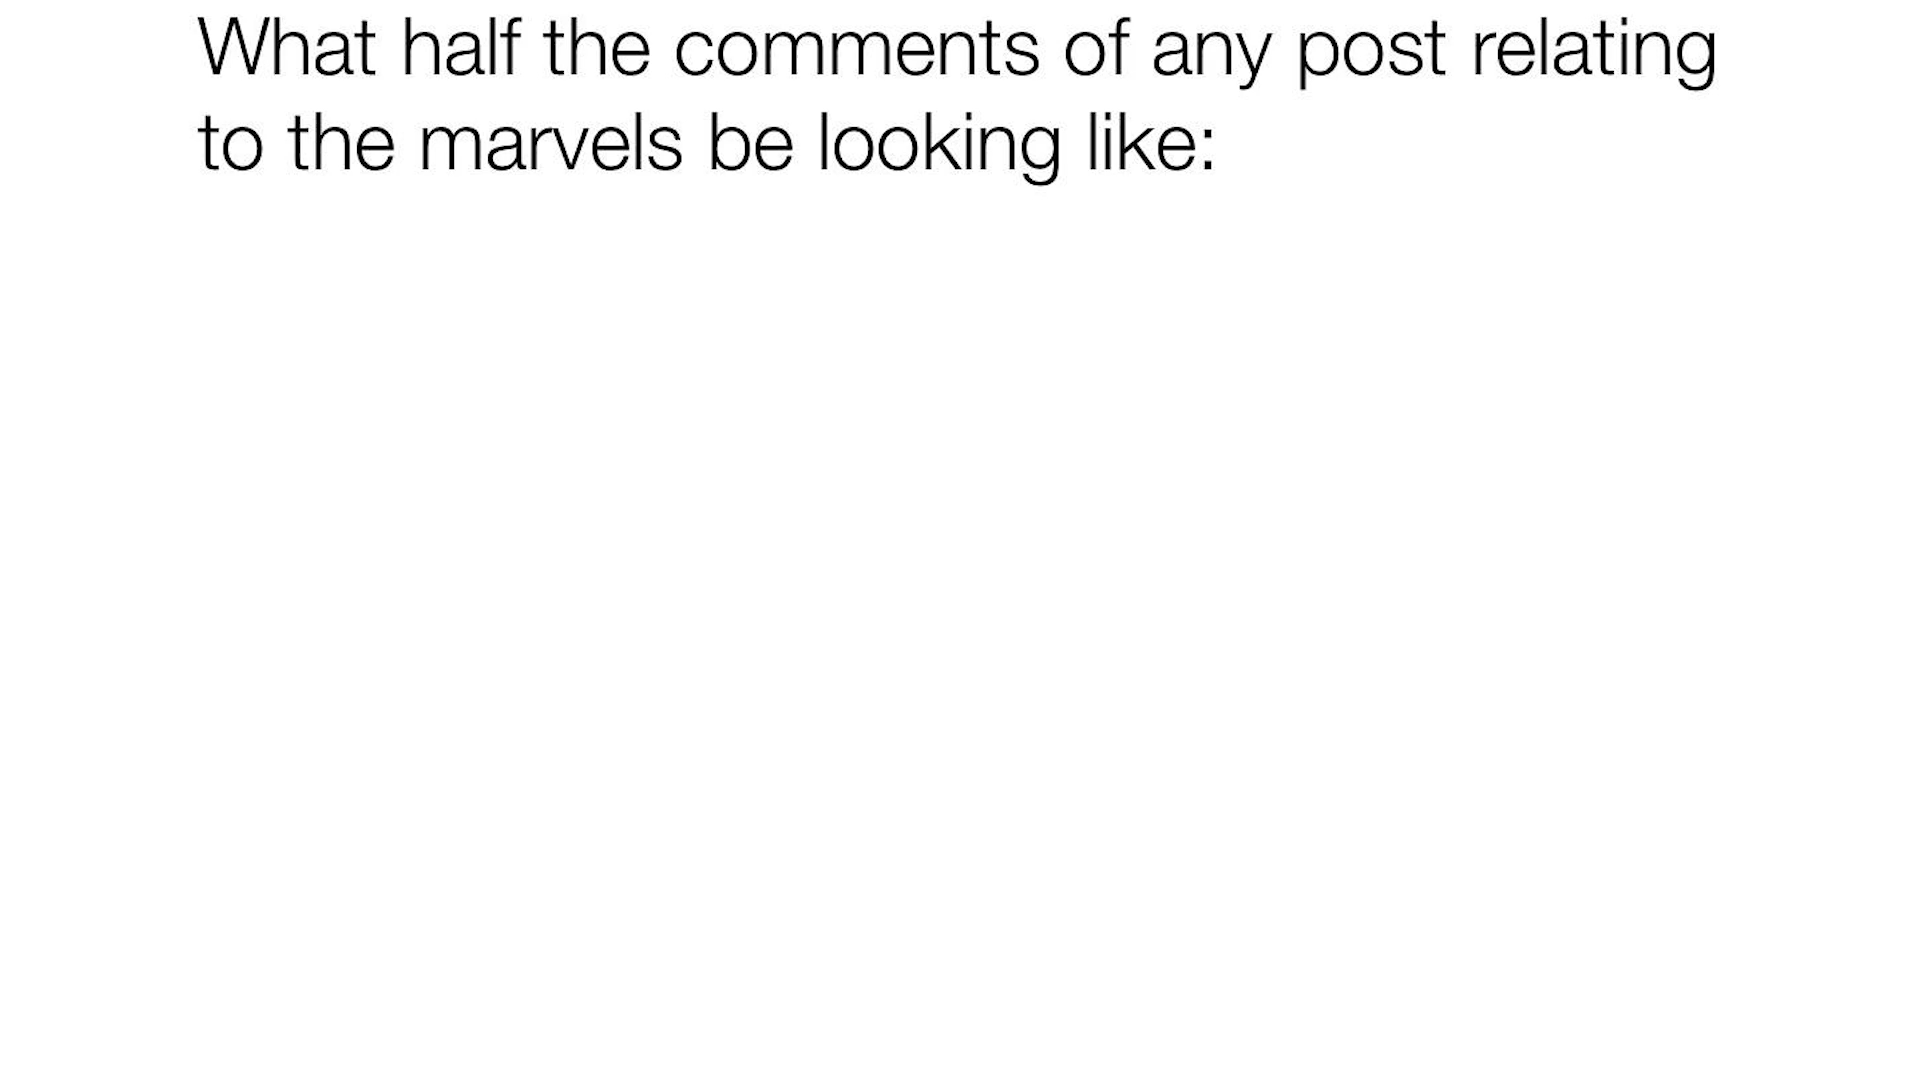 What half the comments of any post relating
to the marvels be looking like: